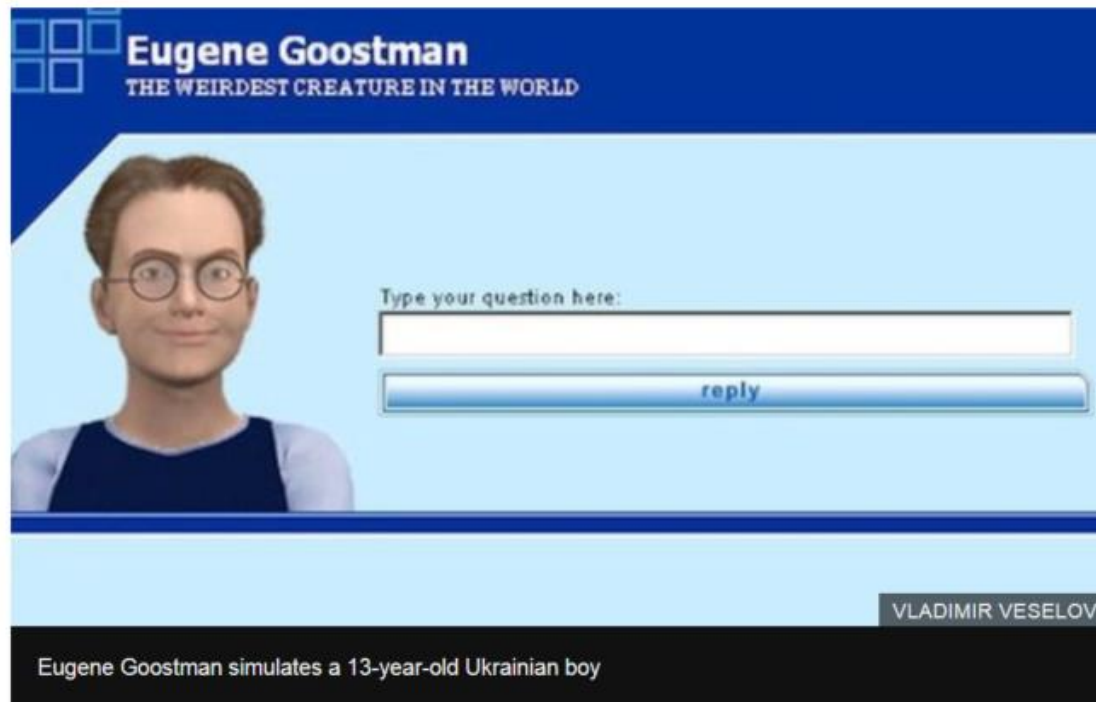 Eugene Goostman
THE WEIRDEST CREATURE IN THE WORLD
Type your question here:
reply
VLADIMIR VESELOV
Eugene Goostman simulates a 13-year-old Ukrainian boy